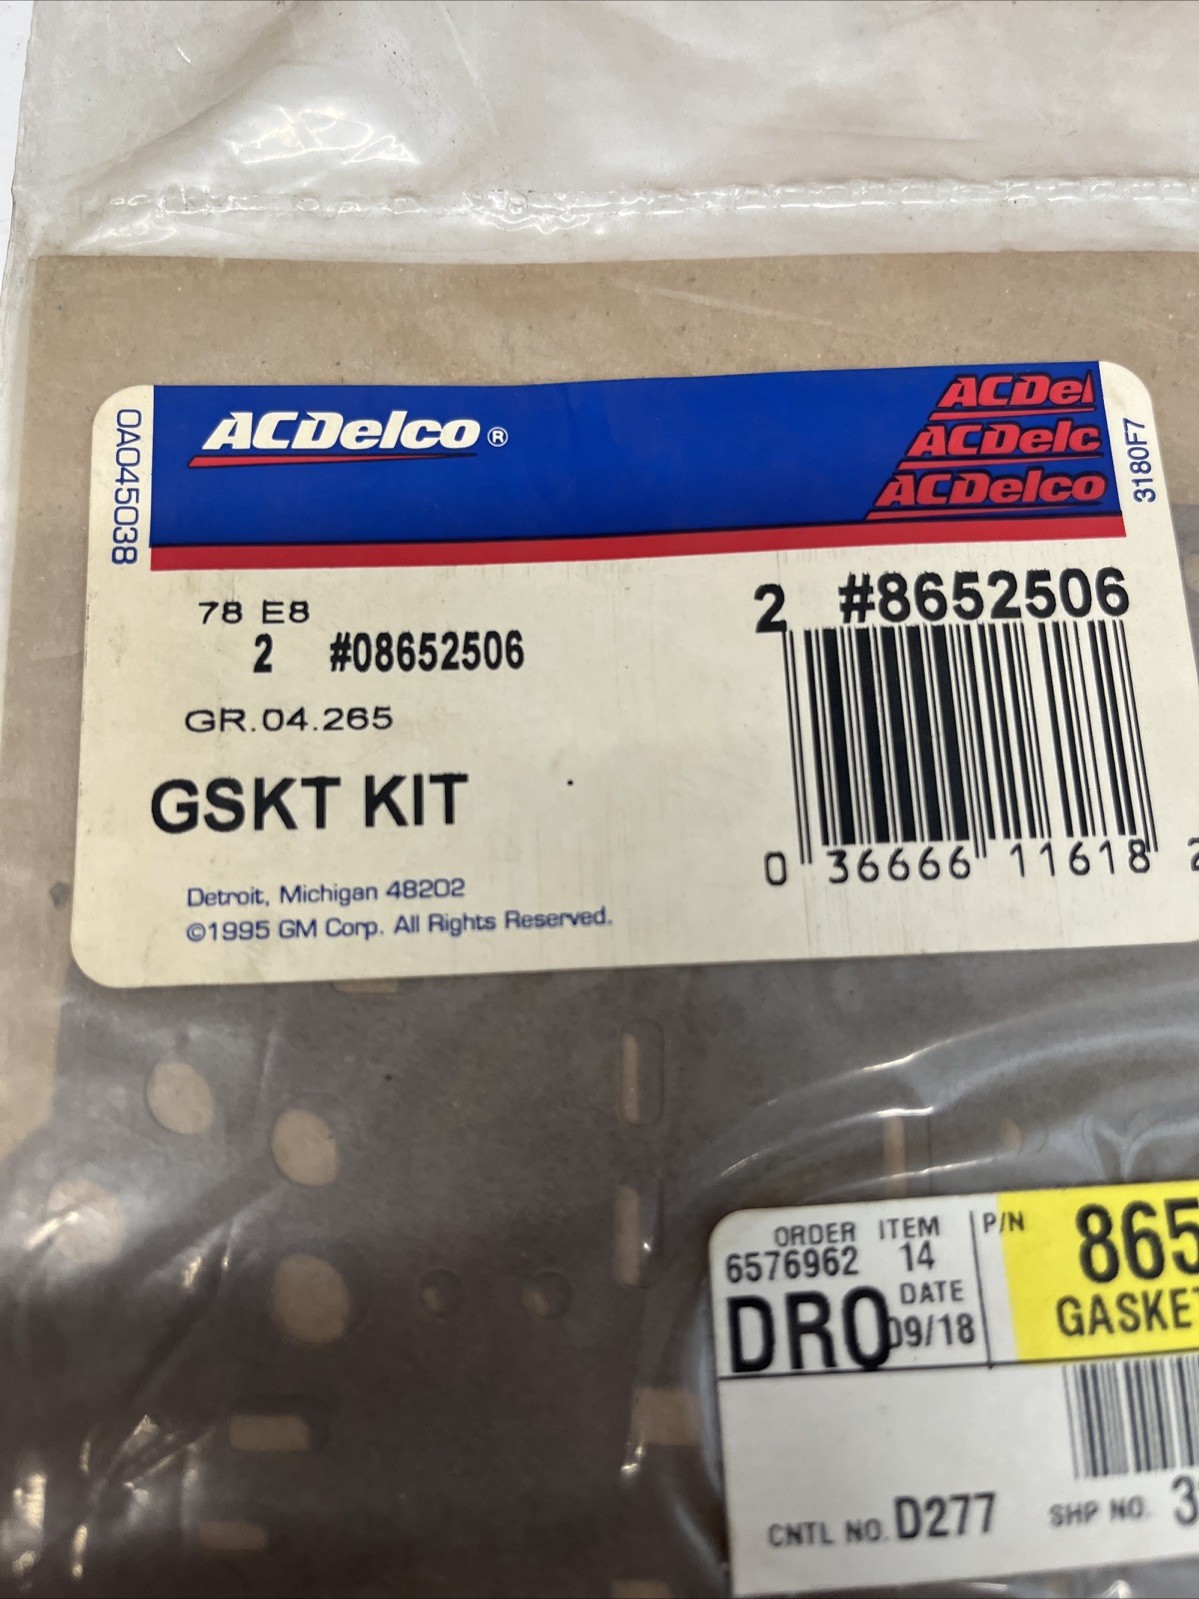 ACDelco®
ACDel
ACDelc
ACDelco
0A045038
3180F7
78 E8
2 #08652506
GR.04.265
GSKT KIT
2 #8652506
0 36666 11618 2
Detroit, Michigan 48202
©1995 GM Corp. All Rights Reserved.
ORDER ITEM P/N
6576962 14
DATE
DRO 09/18
865
GASKET
CNTL NO. D277 SHP NO. 3